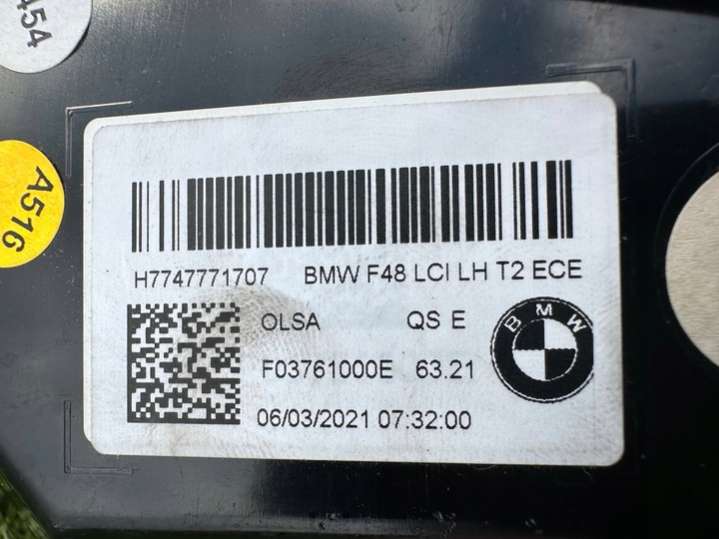 454
A516
H7747771707 BMW F48 LCI LH T2 ECE
OLSA QS E
F03761000E 63.21
BMW
06/03/2021 07:32:00